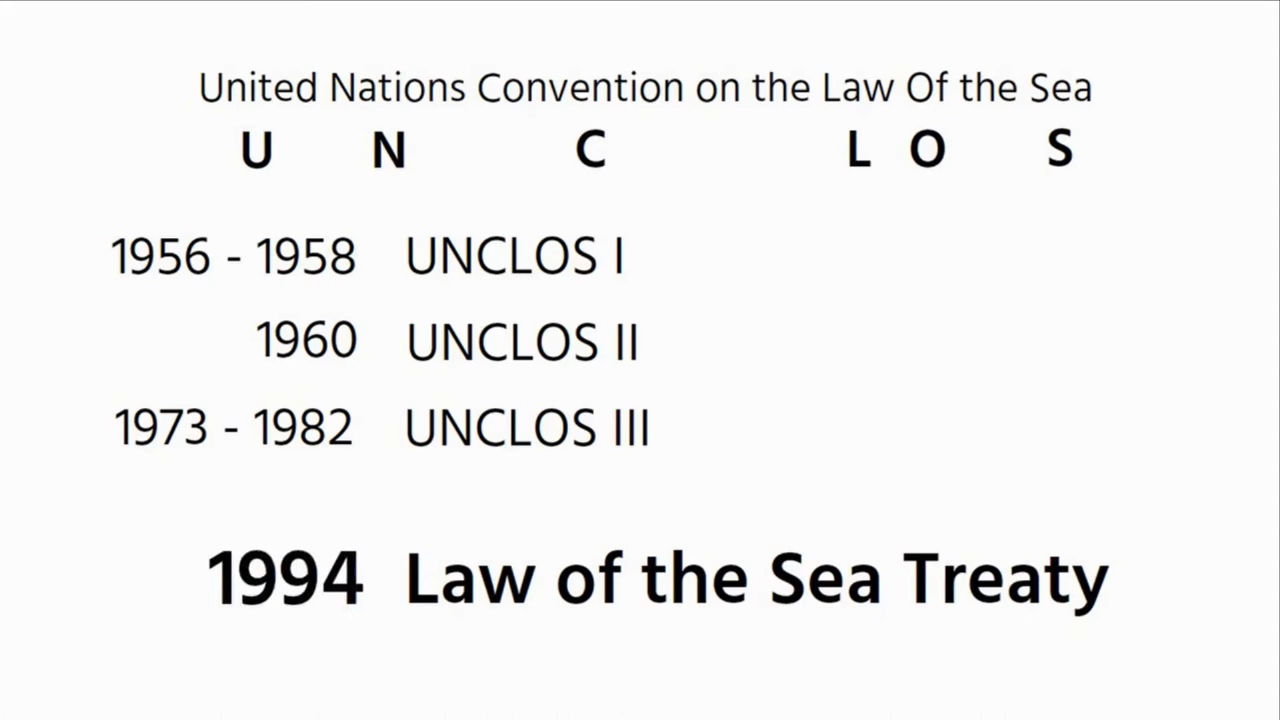 United Nations Convention on the Law Of the Sea
U N C L O S
1956 - 1958 UNCLOS I
1960 UNCLOS II
1973 - 1982 UNCLOS III
1994 Law of the Sea Treaty